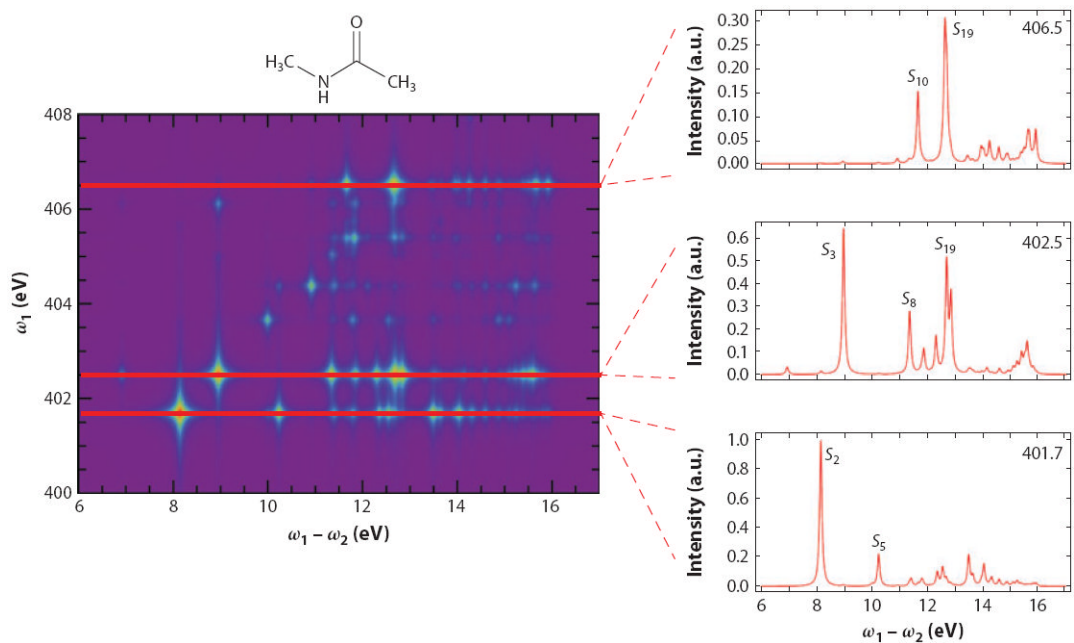 O
H₃C
N
H
CH₃
408
406
404
402
400
ω₁
(eV)
6 8 10 12 14 16
ω₁ – ω₂ (eV)
Intensity (a.u.)
0.30
0.25
0.20
0.15
0.10
0.05
0.00
S₁₀
S₁₉
406.5
Intensity (a.u.)
0.6
0.5
0.4
0.3
0.2
0.1
0.0
S₃
S₈
S₁₉
402.5
Intensity (a.u.)
1.0
0.8
0.6
0.4
0.2
0.0
S₂
S₅
401.7
6 8 10 12 14 16
ω₁ – ω₂ (eV)